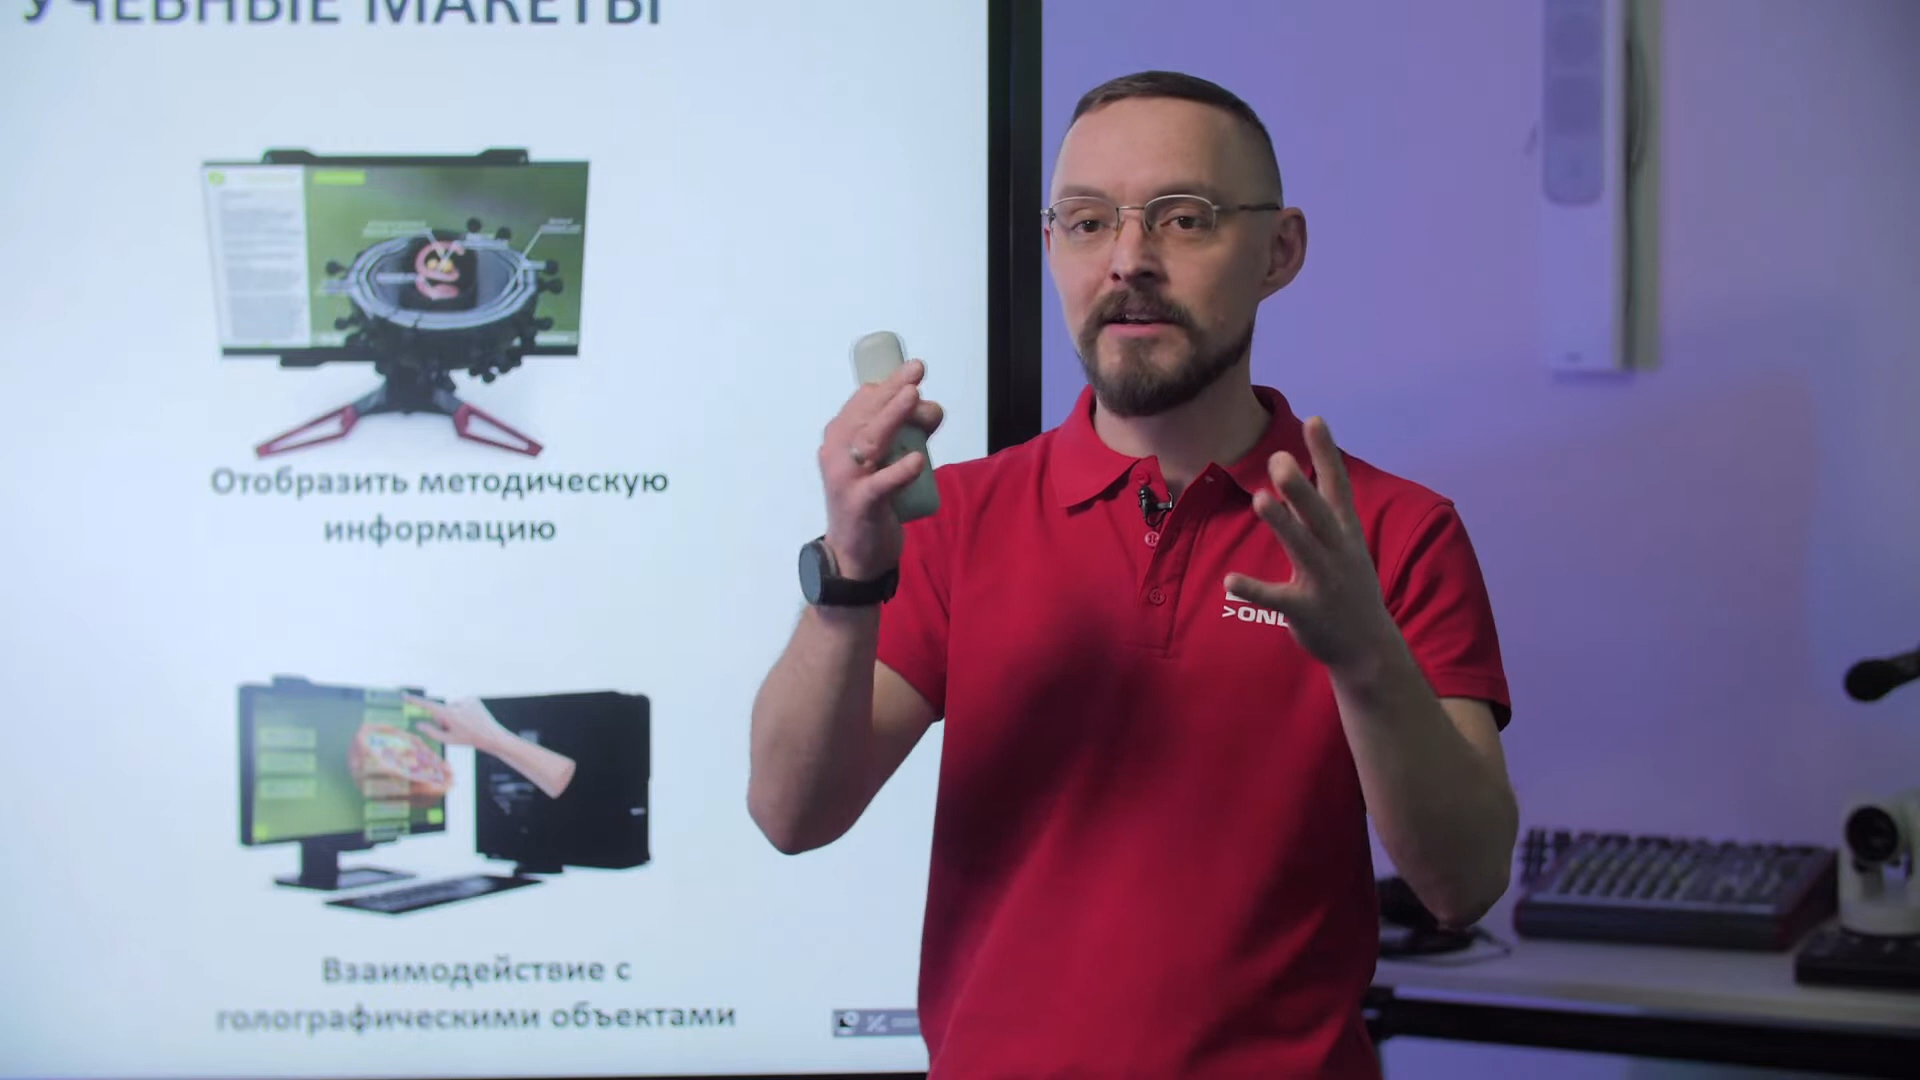 УЧЕБНЫЕ МАКЕТЫ
Отобразить методическую
информацию
>ONL
Взаимодействие с
голографическими объектами